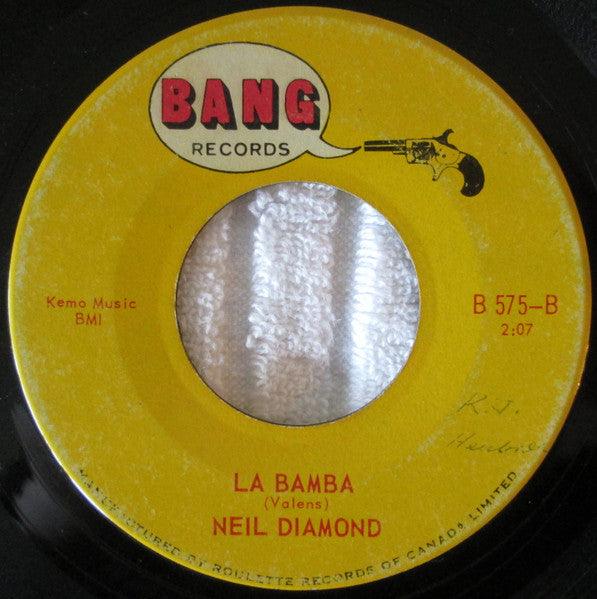 BANG
RECORDS
Kemo Music
BMI
B 575-B
2:07
R.J.
LA BAMBA
(Valens)
NEIL DIAMOND
MANUFACTURED BY ROULETTE RECORDS OF CANADA LIMITED